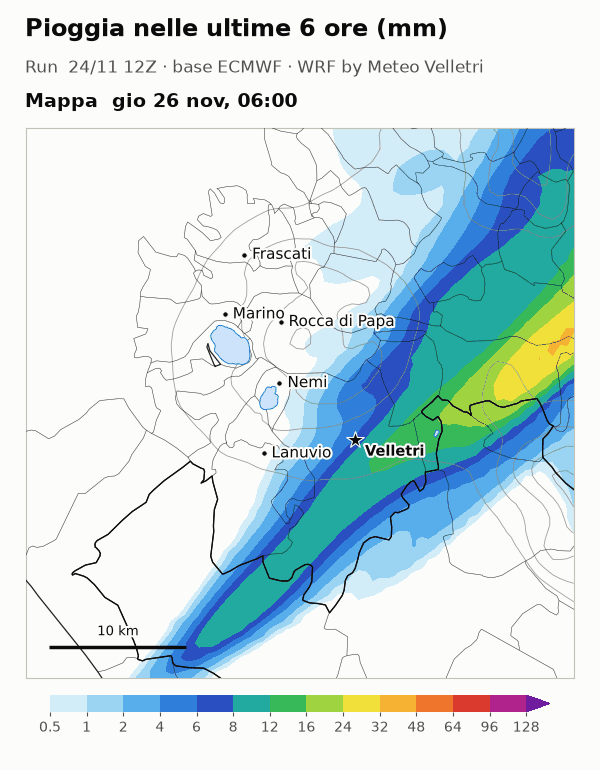 Pioggia nelle ultime 6 ore (mm)
Run  24/11 12Z · base ECMWF · WRF by Meteo Velletri
Mappa  gio 26 nov, 06:00
Frascati
Marino
Rocca di Papa
Nemi
Velletri
Lanuvio
10 km
0.5 1 2 4 6 8 12 16 24 32 48 64 96 128